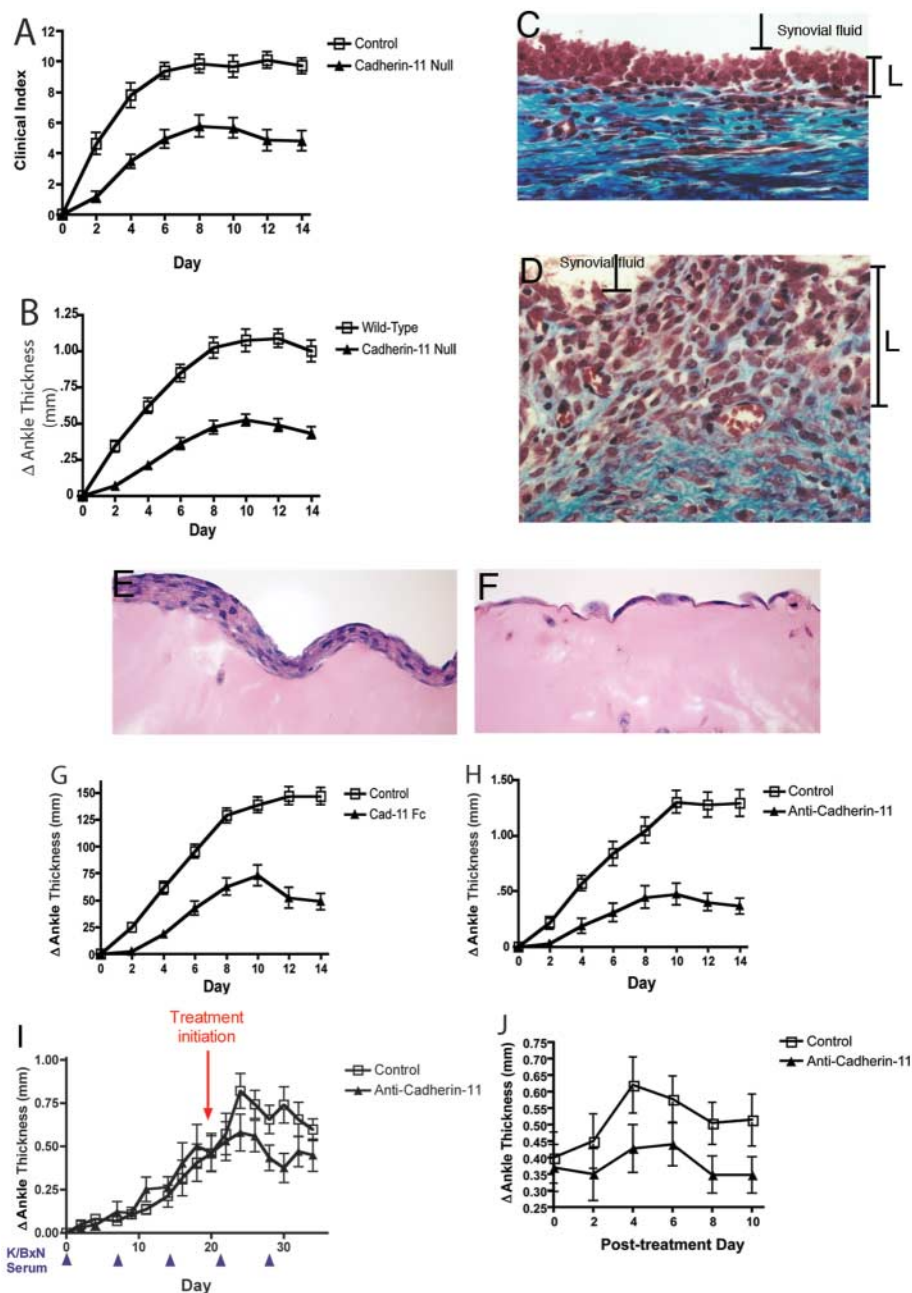 A
Clinical Index
12
10
8
6
4
2
0
0 2 4 6 8 10 12 14
Day
Control
Cadherin-11 Null
B
Δ Ankle Thickness
(mm)
1.25
1.00
.75
.50
.25
0
0 2 4 6 8 10 12 14
Day
Wild-Type
Cadherin-11 Null
C
Synovial fluid
L
D
Synovial fluid
L
E
F
G
Δ Ankle Thickness (mm)
150
125
100
75
50
25
0
0 2 4 6 8 10 12 14
Day
Control
Cad-11 Fc
H
Δ Ankle Thickness (mm)
1.50
1.00
.50
0
0 2 4 6 8 10 12 14
Day
Control
Anti-Cadherin-11
I
Treatment
initiation
Δ Ankle Thickness (mm)
1.00
0.75
0.50
0.25
0.00
0 10 20 30
K/BxN
Serum
Day
Control
Anti-Cadherin-11
J
Δ Ankle Thickness (mm)
0.75
0.70
0.65
0.60
0.55
0.50
0.45
0.40
0.35
0.30
0.25
0 2 4 6 8 10
Post-treatment Day
Control
Anti-Cadherin-11